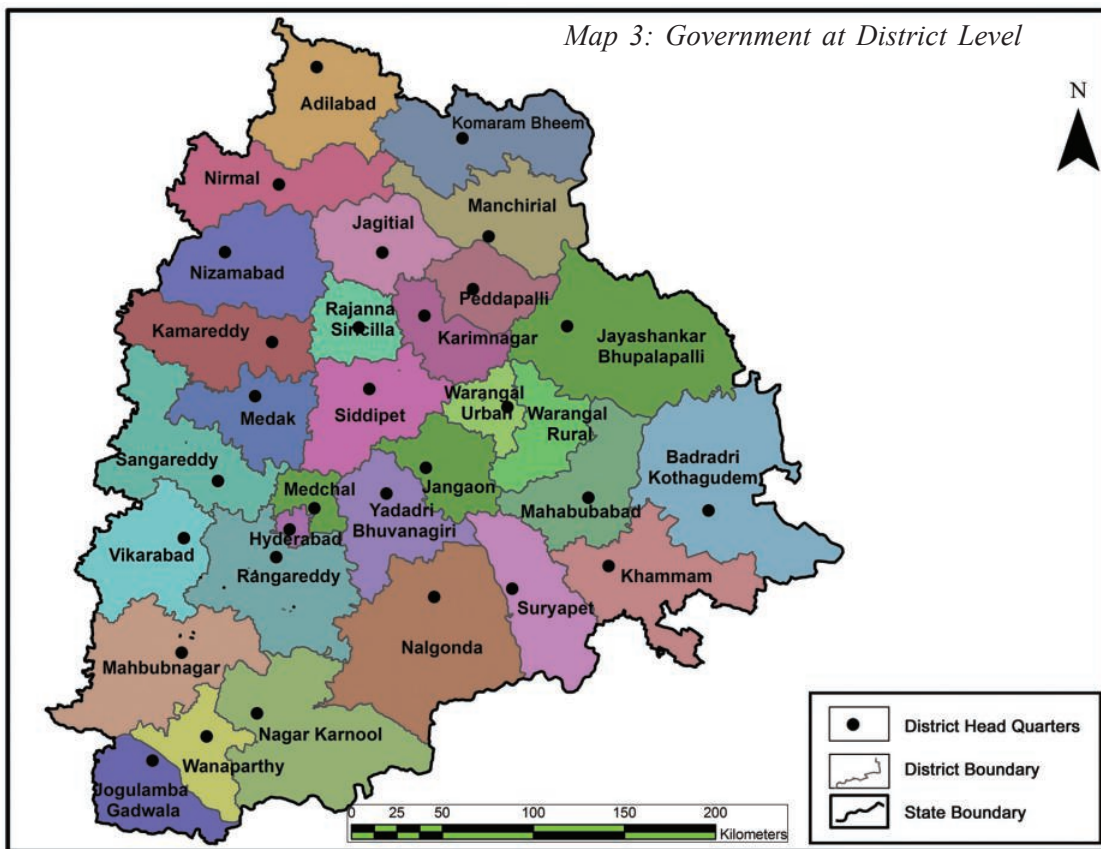 Map 3: Government at District Level
N
Adilabad
Komaram Bheem
Nirmal
Manchirial
Jagitial
Nizamabad
Peddapalli
Rajanna
Siricilla
Kamareddy
Karimnagar
Jayashankar
Bhupalapalli
Warangal
Urban
Warangal
Rural
Medak
Siddipet
Badradri
Kothagudem
Sangareddy
Medchal
Jangaon
Yadadri
Bhuvanagiri
Mahabubabad
Hyderabad
Vikarabad
Rangareddy
Khammam
Suryapet
Nalgonda
Mahbubnagar
Nagar Karnool
Wanaparthy
Jogulamba
Gadwala
District Head Quarters
District Boundary
State Boundary
0 25 50 100 150 200
Kilometers